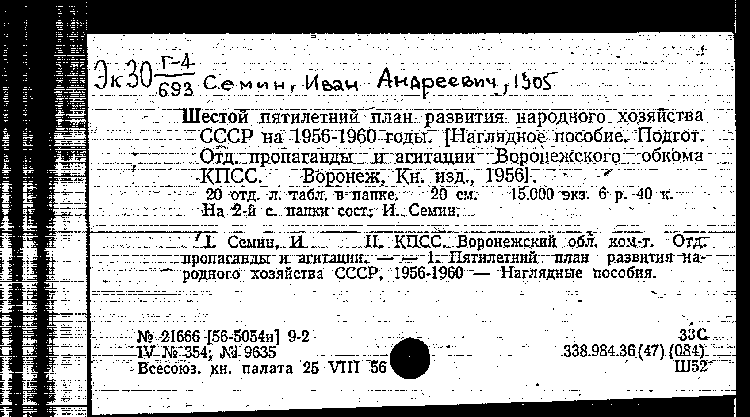 Эк30 Г-4/693 Семин, Иван Андреевич, 1905
Шестой пятилетний план развития народного хозяйства
СССР на 1956-1960 годы. [Наглядное пособие. Подгот.
Отд. пропаганды и агитации Воронежского обкома
КПСС. Воронеж, Кн. изд., 1956].
20 отд. л. табл. в папке. 20 см. 15.000 экз. 6 р. 40 к.
На 2-й с. папки сост.: И. Семин.
I. Семин, И. II. КПСС. Воронежский обл. ком-т. Отд.
пропаганды и агитации. — — 1. Пятилетний план развития на-
родного хозяйства СССР, 1956-1960 — Наглядные пособия.
№ 21666 [56-5054н] 9-2 33С
IV № 354; № 9635 338.984.36(47)(084)
Всесоюз. кн. палата 25 VIII 56 Ш52